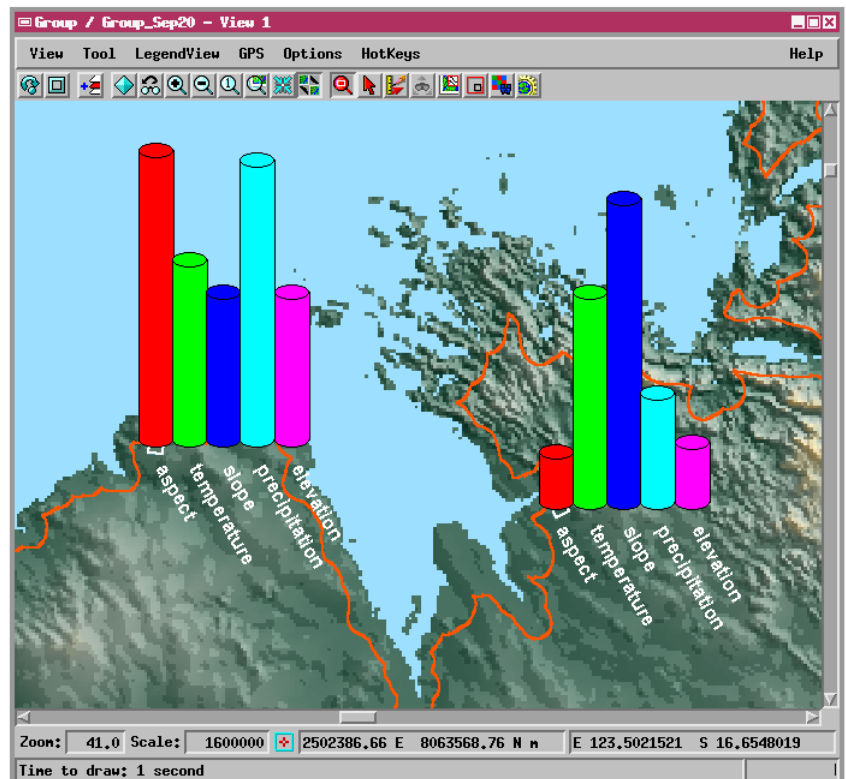 Group / Group_Sep20 - View 1
View Tool LegendView GPS Options HotKeys Help
aspect
temperature
slope
precipitation
elevation
aspect
temperature
slope
precipitation
elevation
Zoom: 41.0 Scale: 1600000 2502386.66 E 8063568.76 N m E 123.5021521 S 16.6548019
Time to draw: 1 second